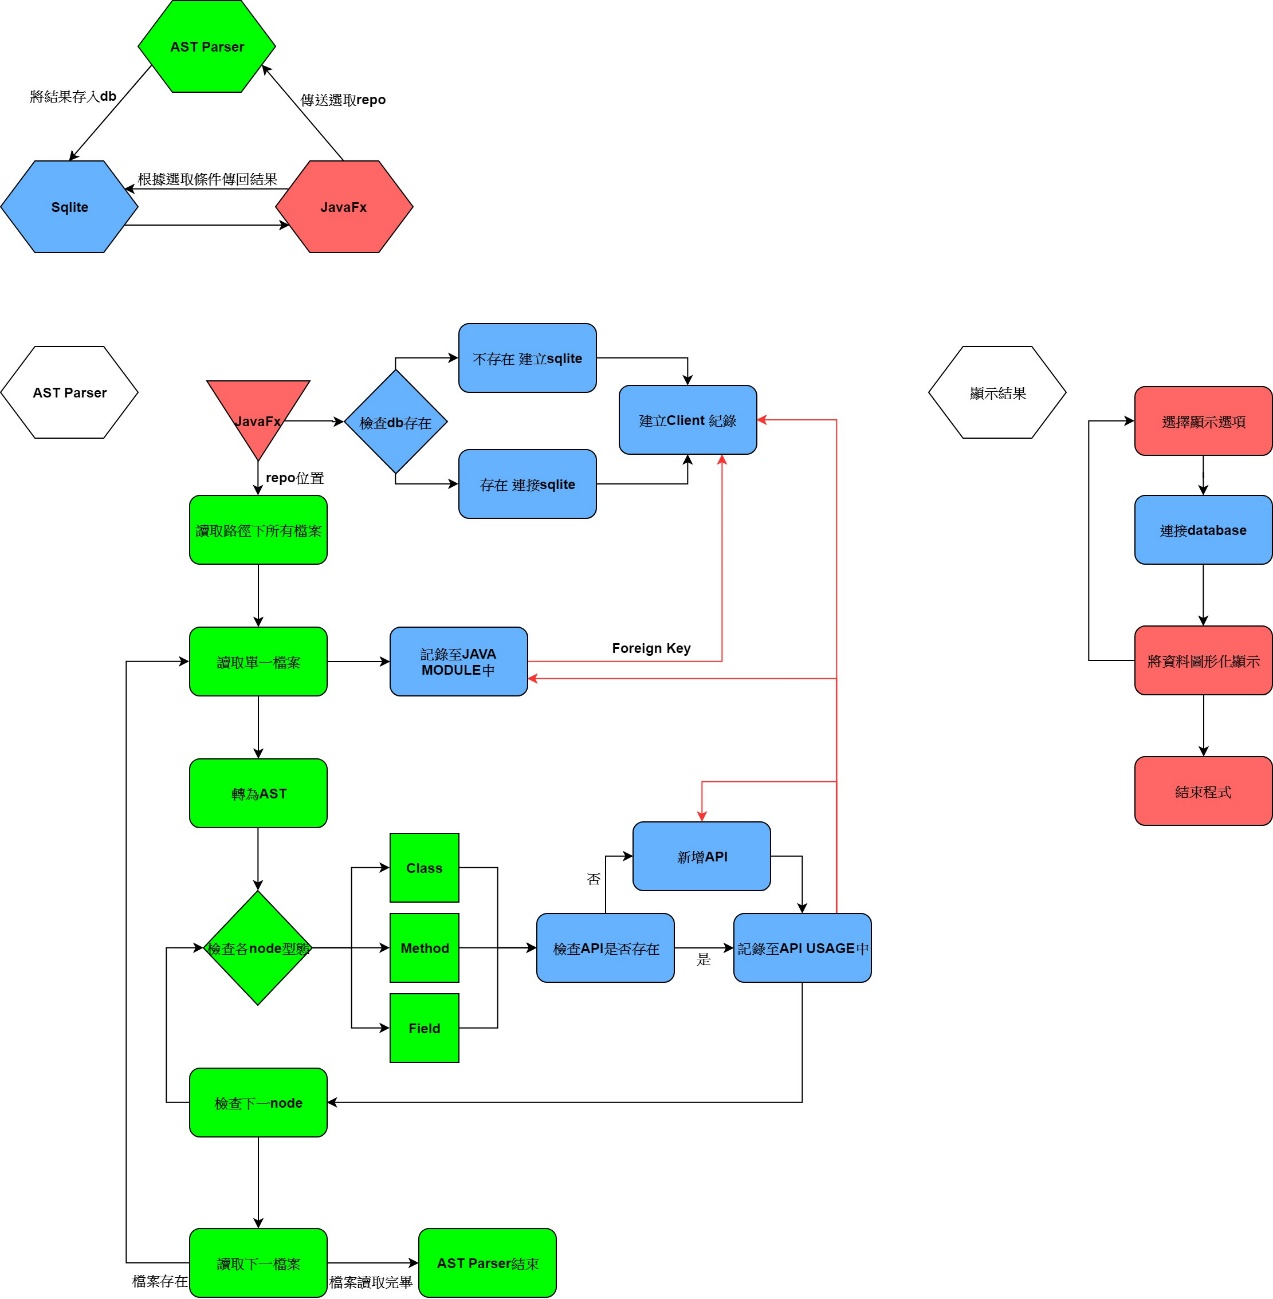 AST Parser
將結果存入db
傳送選取repo
根據選取條件傳回結果
Sqlite
JavaFx
AST Parser
JavaFx
檢查db存在
不存在 建立sqlite
存在 連接sqlite
建立Client 紀錄
repo位置
讀取路徑下所有檔案
讀取單一檔案
記錄至JAVA
MODULE中
Foreign Key
轉為AST
檢查各node型態
Class
Method
Field
檢查API是否存在
否
是
新增API
記錄至API USAGE中
檢查下一node
讀取下一檔案
檔案存在
檔案讀取完畢
AST Parser結束
顯示結果
選擇顯示選項
連接database
將資料圖形化顯示
結束程式